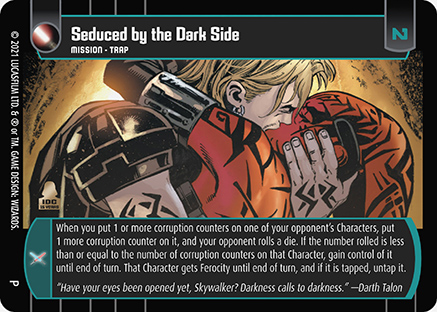 Seduced by the Dark Side
MISSION - TRAP
N
© 2021 LUCASFILM LTD. & ® or TM. GAME DESIGN: WIZARDS.
IDC
P
When you put 1 or more corruption counters on one of your opponent's Characters, put
1 more corruption counter on it, and your opponent rolls a die. If the number rolled is less
than or equal to the number of corruption counters on that Character, gain control of it
until end of turn. That Character gets Ferocity until end of turn, and if it is tapped, untap it.
"Have your eyes been opened yet, Skywalker? Darkness calls to darkness." —Darth Talon